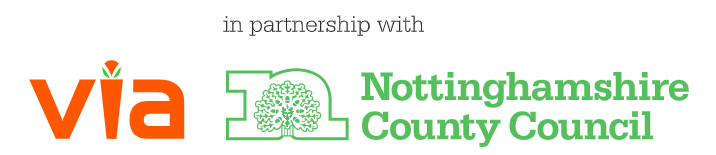 in partnership with
via
Nottinghamshire
County Council